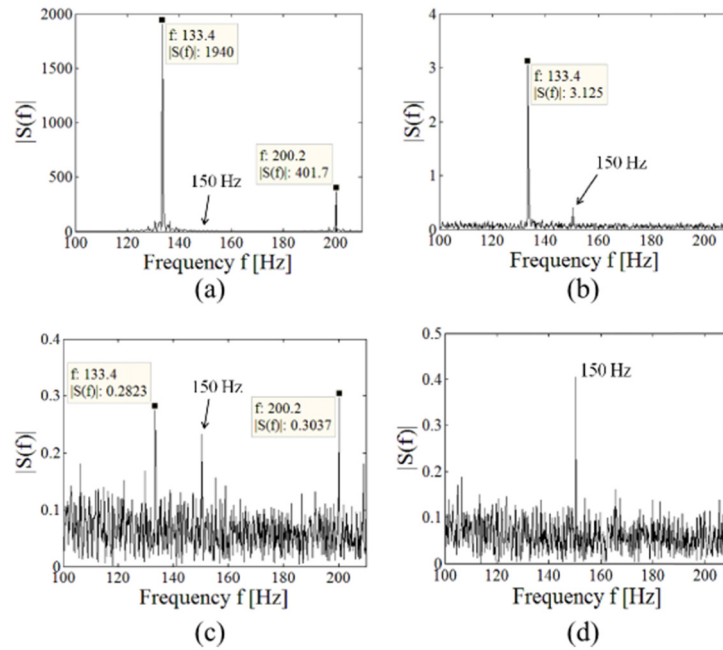 2000
1500
1000
500
0
|S(f)|
f: 133.4
|S(f)|: 1940
150 Hz
f: 200.2
|S(f)|: 401.7
120 140 160 180 200
Frequency f [Hz]
(a)
4
3
2
1
0
|S(f)|
f: 133.4
|S(f)|: 3.125
150 Hz
100 120 140 160 180 200
Frequency f [Hz]
(b)
0.4
0.3
0.2
0.1
0
|S(f)|
f: 133.4
|S(f)|: 0.2823
150 Hz
f: 200.2
|S(f)|: 0.3037
100 120 140 160 180 200
Frequency f [Hz]
(c)
0.5
0.4
0.3
0.2
0.1
0
|S(f)|
150 Hz
100 120 140 160 180 200
Frequency f [Hz]
(d)